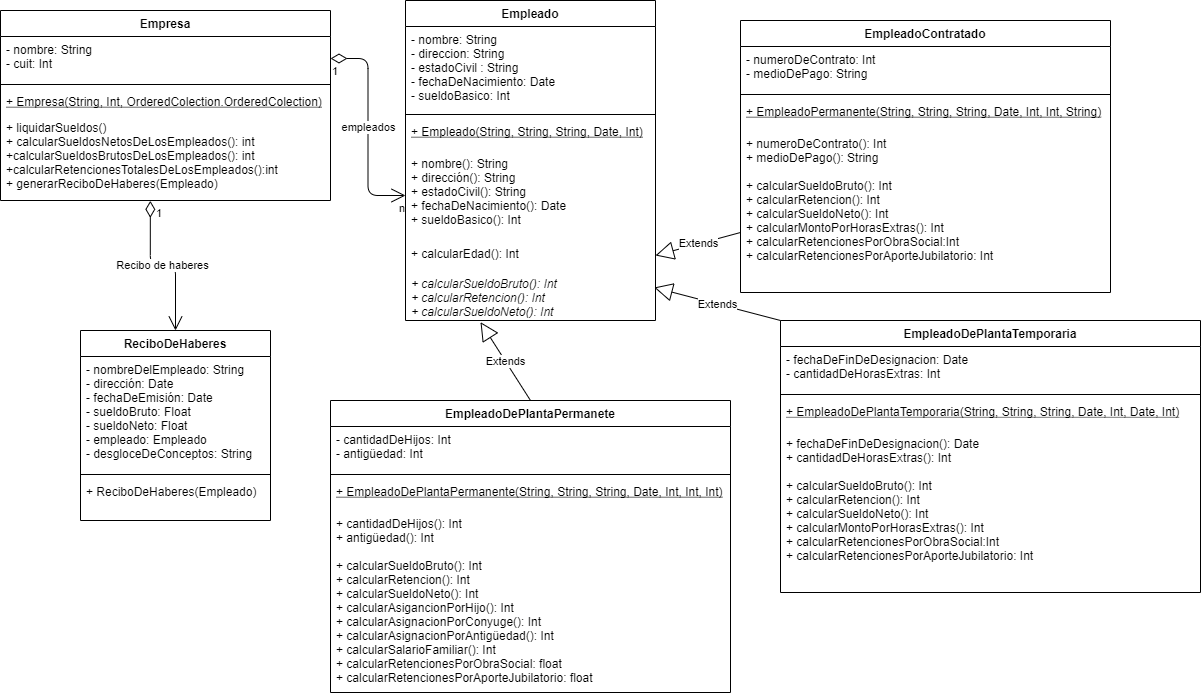 Empresa
- nombre: String
- cuit: Int
+ Empresa(String, Int, OrderedColection.OrderedColection)
+ liquidarSueldos()
+ calcularSueldosNetosDeLosEmpleados(): int
+calcularSueldosBrutosDeLosEmpleados(): int
+calcularRetencionesTotalesDeLosEmpleados():int
+ generarReciboDeHaberes(Empleado)
1
empleados
n
1
Recibo de haberes
ReciboDeHaberes
- nombreDelEmpleado: String
- dirección: Date
- fechaDeEmisión: Date
- sueldoBruto: Float
- sueldoNeto: Float
- empleado: Empleado
- desgloceDeConceptos: String
+ ReciboDeHaberes(Empleado)
Empleado
- nombre: String
- direccion: String
- estadoCivil : String
- fechaDeNacimiento: Date
- sueldoBasico: Int
+ Empleado(String, String, String, Date, Int)
+ nombre(): String
+ dirección(): String
+ estadoCivil(): String
+ fechaDeNacimiento(): Date
+ sueldoBasico(): Int
+ calcularEdad(): Int
+ calcularSueldoBruto(): Int
+ calcularRetencion(): Int
+ calcularSueldoNeto(): Int
Extends
Extends
Extends
EmpleadoContratado
- numeroDeContrato: Int
- medioDePago: String
+ EmpleadoPermanente(String, String, String, Date, Int, Int, String)
+ numeroDeContrato(): Int
+ medioDePago(): String
+ calcularSueldoBruto(): Int
+ calcularRetencion(): Int
+ calcularSueldoNeto(): Int
+ calcularMontoPorHorasExtras(): Int
+ calcularRetencionesPorObraSocial:Int
+ calcularRetencionesPorAporteJubilatorio: Int
EmpleadoDePlantaTemporaria
- fechaDeFinDeDesignacion: Date
- cantidadDeHorasExtras: Int
+ EmpleadoDePlantaTemporaria(String, String, String, Date, Int, Date, Int)
+ fechaDeFinDeDesignacion(): Date
+ cantidadDeHorasExtras(): Int
+ calcularSueldoBruto(): Int
+ calcularRetencion(): Int
+ calcularSueldoNeto(): Int
+ calcularMontoPorHorasExtras(): Int
+ calcularRetencionesPorObraSocial:Int
+ calcularRetencionesPorAporteJubilatorio: Int
EmpleadoDePlantaPermanete
- cantidadDeHijos: Int
- antigüedad: Int
+ EmpleadoDePlantaPermanente(String, String, String, Date, Int, Int, Int)
+ cantidadDeHijos(): Int
+ antigüedad(): Int
+ calcularSueldoBruto(): Int
+ calcularRetencion(): Int
+ calcularSueldoNeto(): Int
+ calcularAsigancionPorHijo(): Int
+ calcularAsignacionPorConyuge(): Int
+ calcularAsignacionPorAntigüedad(): Int
+ calcularSalarioFamiliar(): Int
+ calcularRetencionesPorObraSocial: float
+ calcularRetencionesPorAporteJubilatorio: float